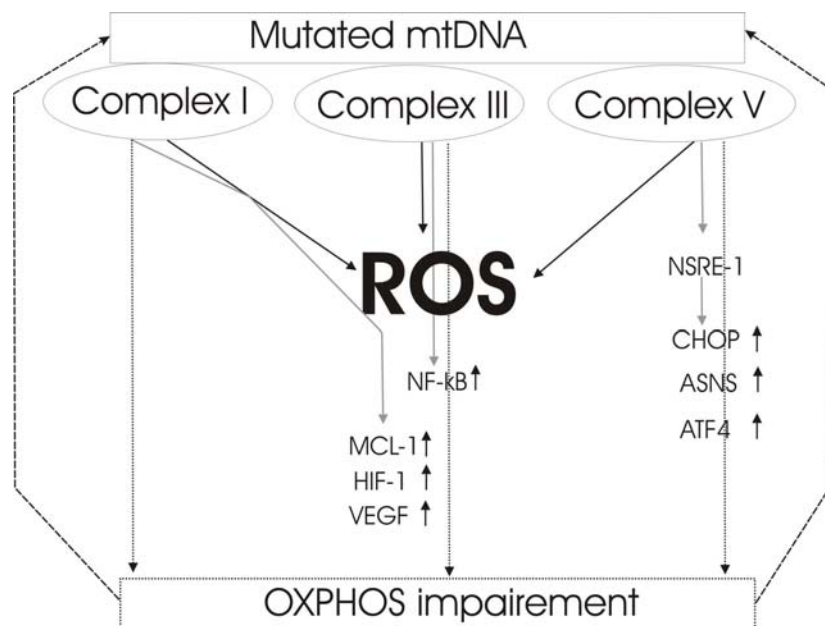 Mutated mtDNA
Complex I
Complex III
Complex V
ROS
NSRE-1
CHOP
NF-kB
ASNS
ATF4
MCL-1
HIF-1
VEGF
OXPHOS impairement